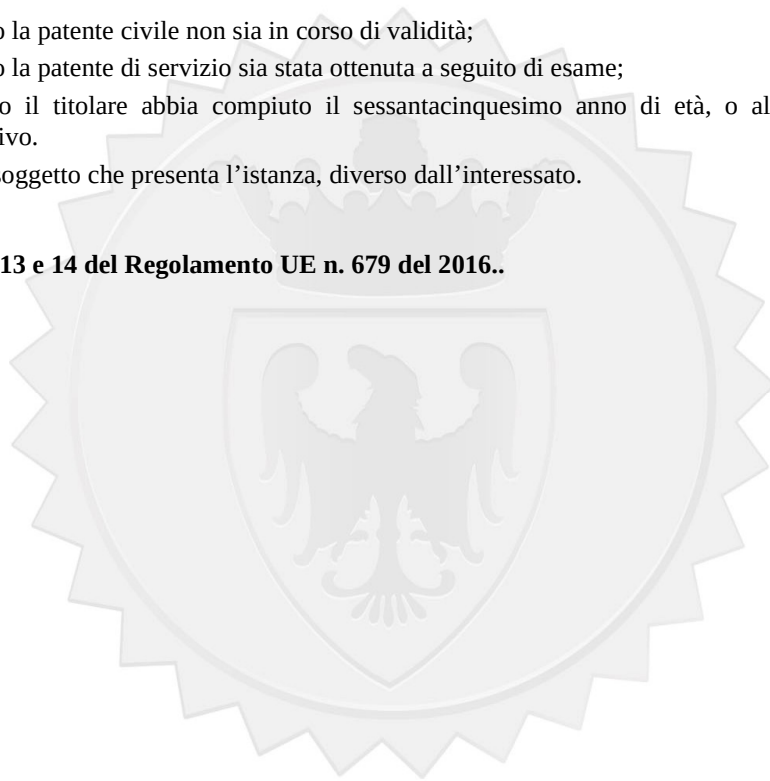 o la patente civile non sia in corso di validità;
o la patente di servizio sia stata ottenuta a seguito di esame;
o il titolare abbia compiuto il sessantacinquesimo anno di età, o al
ivo.
soggetto che presenta l’istanza, diverso dall’interessato.
13 e 14 del Regolamento UE n. 679 del 2016..